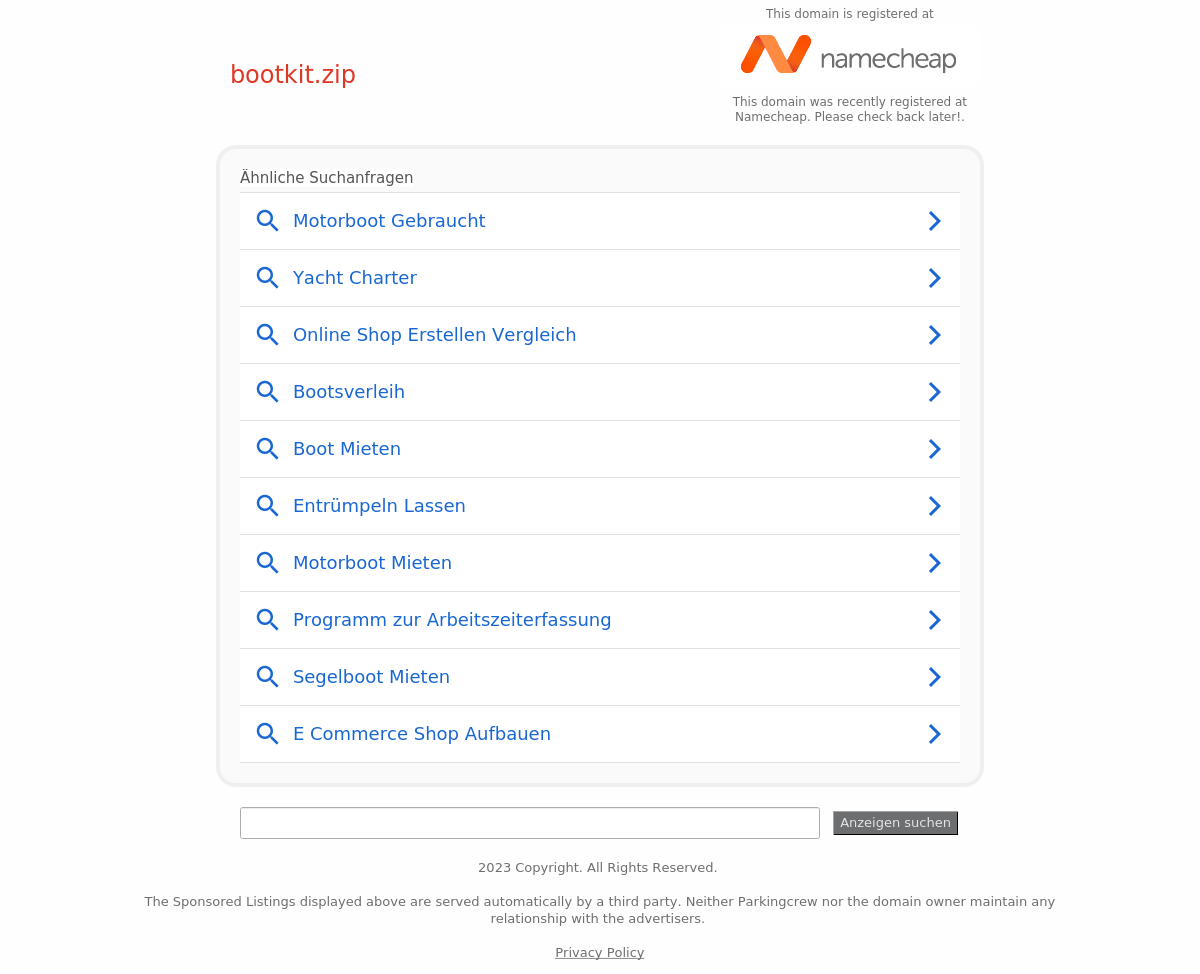 This domain is registered at
namecheap
bootkit.zip
This domain was recently registered at
Namecheap. Please check back later!.
Ähnliche Suchanfragen
Motorboot Gebraucht
Yacht Charter
Online Shop Erstellen Vergleich
Bootsverleih
Boot Mieten
Entrümpeln Lassen
Motorboot Mieten
Programm zur Arbeitszeiterfassung
Segelboot Mieten
E Commerce Shop Aufbauen
Anzeigen suchen
2023 Copyright. All Rights Reserved.
The Sponsored Listings displayed above are served automatically by a third party. Neither Parkingcrew nor the domain owner maintain any
relationship with the advertisers.
Privacy Policy